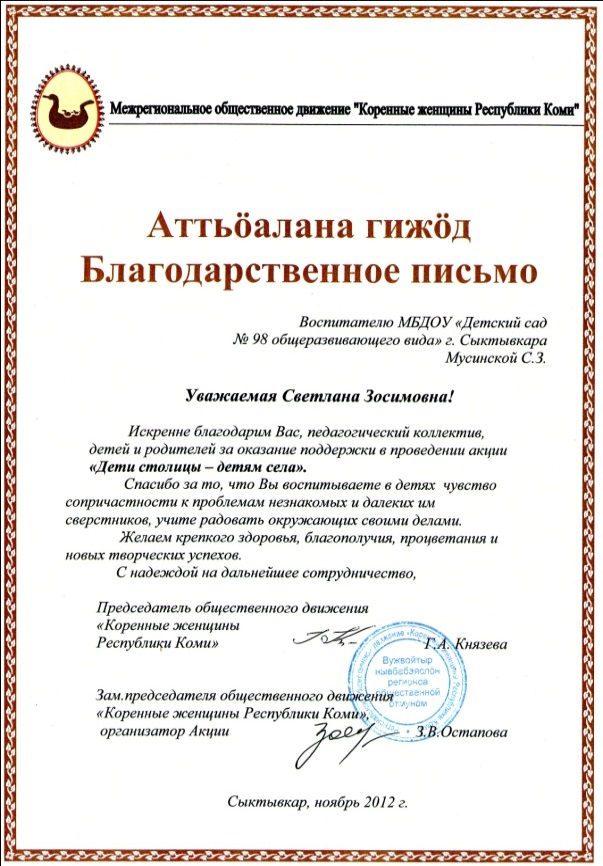 Межрегиональное общественное движение "Коренные женщины Республики Коми"
Аттьӧалана гижӧд
Благодарственное письмо
Воспитателю МБДОУ «Детский сад
№ 98 общеразвивающего вида» г. Сыктывкара
Мусинской С.З.
Уважаемая Светлана Зосимовна!
Искренне благодарим Вас, педагогический коллектив,
детей и родителей за оказание поддержки в проведении акции
«Дети столицы – детям села».
Спасибо за то, что Вы воспитываете в детях чувство
сопричастности к проблемам незнакомых и далеких им
сверстников, учите радовать окружающих своими делами.
Желаем крепкого здоровья, благополучия, процветания и
новых творческих успехов.
С надеждой на дальнейшее сотрудничество,
Председатель общественного движения
«Коренные женщины
Республики Коми» Г.А. Князева
Вужвойтыр
нывбабаяслӧн
регионса
общественнӧй
ӧтмунӧм
Зам.председателя общественного движения
«Коренные женщины Республики Коми»,
организатор Акции З.В.Остапова
Сыктывкар, ноябрь 2012 г.